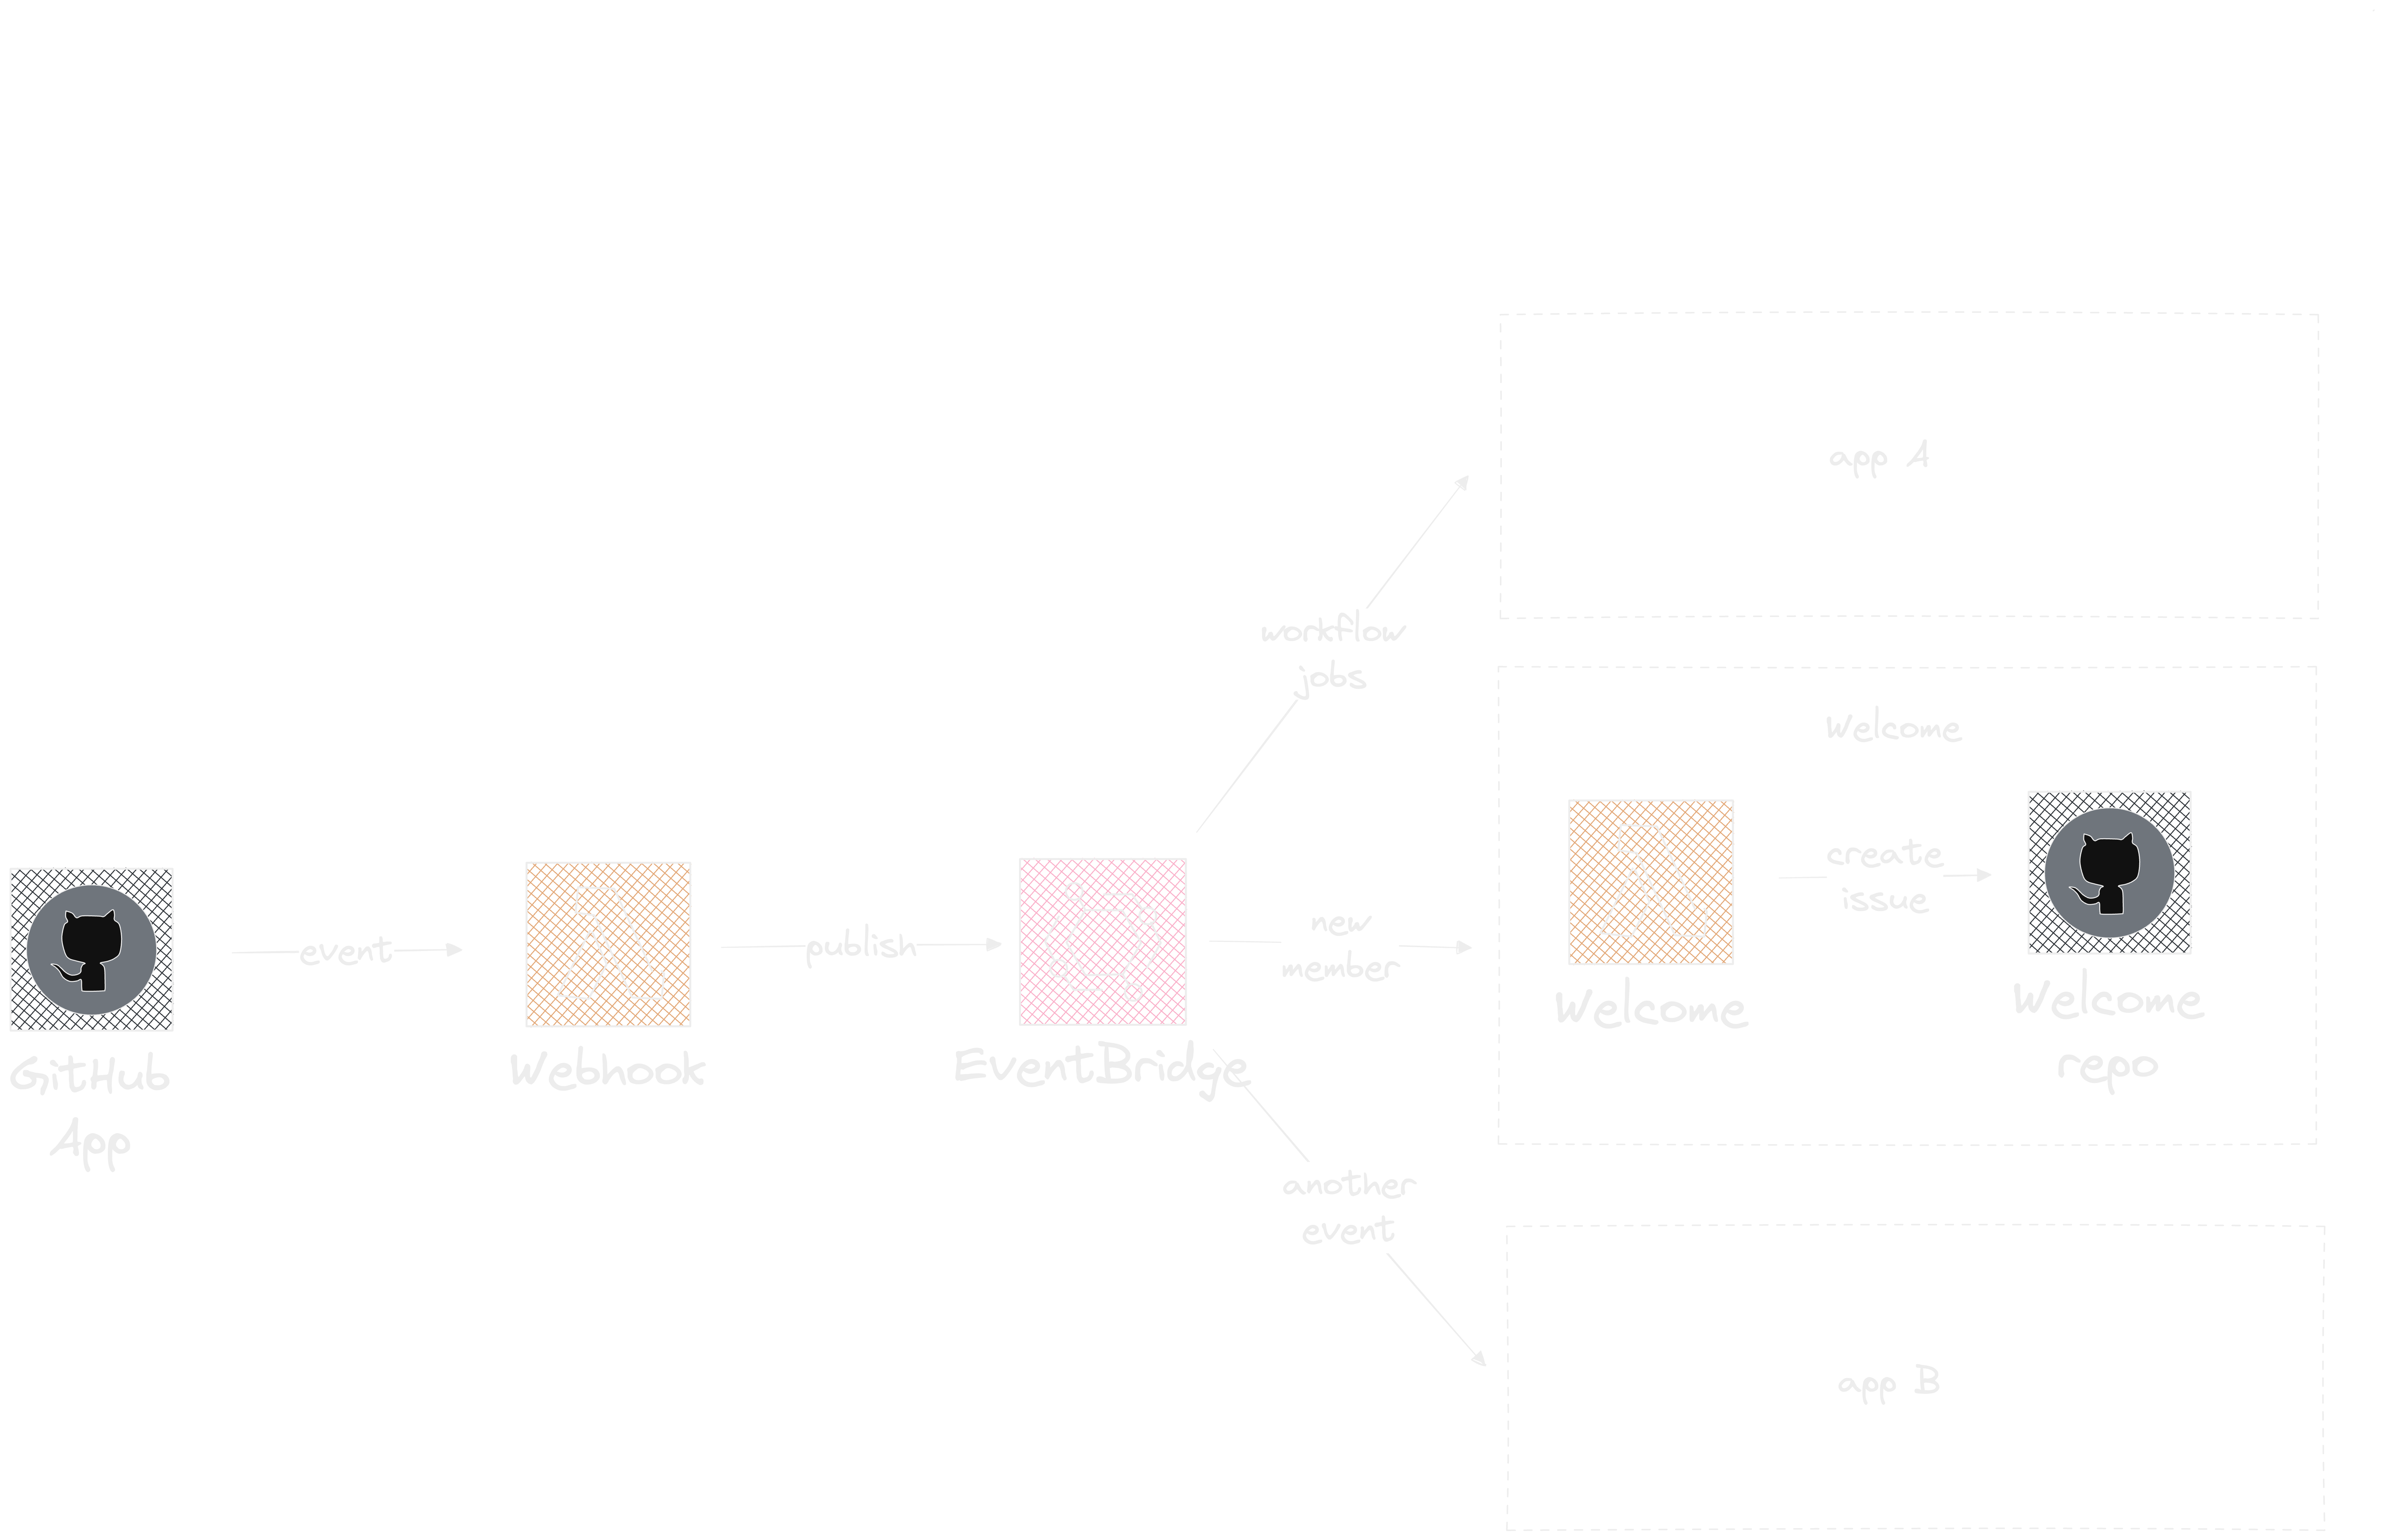 app A
workflow
jobs
Welcome
create
issue
event
publish
new
member
Welcome
Welcome
repo
GitHub
App
Webhook
EventBridge
another
event
app B